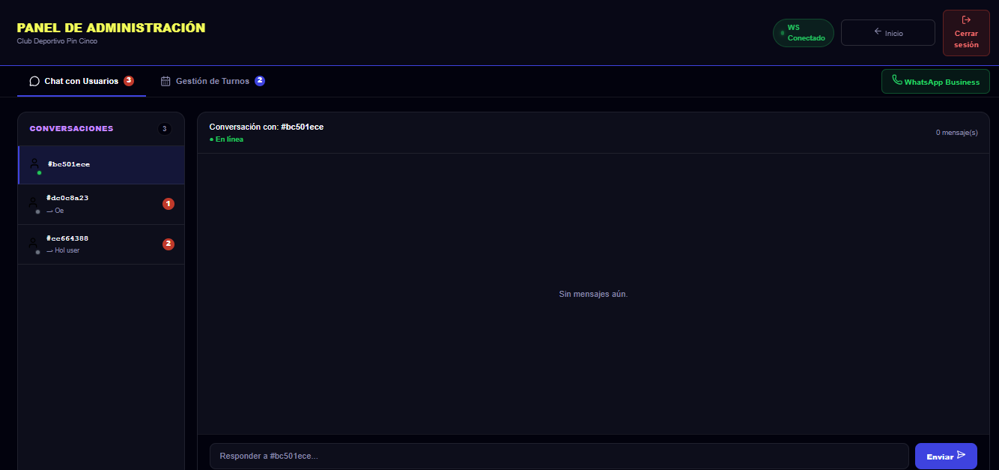 PANEL DE ADMINISTRACIÓN
Club Deportivo Pin Cinco
WS
Conectado
Inicio
Cerrar
sesión
Chat con Usuarios 3
Gestión de Turnos 2
WhatsApp Business
CONVERSACIONES 3
#bc501ece
#dc0c8a23
Oe
1
#cc664388
Hol user
2
Conversación con: #bc501ece
En línea
0 mensaje(s)
Sin mensajes aún.
Responder a #bc501ece...
Enviar